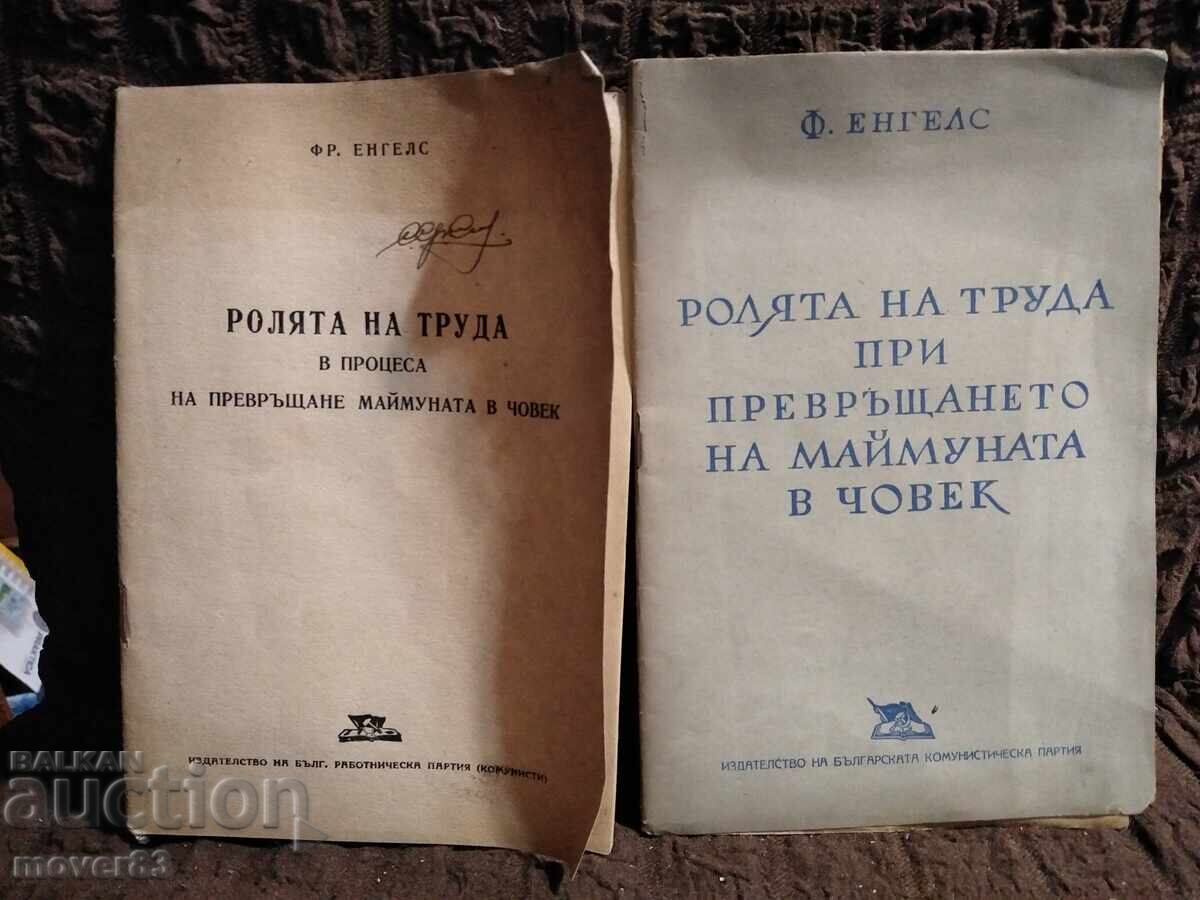 ФР. ЕНГЕЛС
РОЛЯТА НА ТРУДА
В ПРОЦЕСА
НА ПРЕВРЪЩАНЕ МАЙМУНАТА В ЧОВЕК
ИЗДАТЕЛСТВО НА БЪЛГ. РАБОТНИЧЕСКА ПАРТИЯ (КОМУНИСТИ)
Ф. ЕНГЕЛС
РОЛЯТА НА ТРУДА
ПРИ
ПРЕВРЪЩАНЕТО
НА МАЙМУНАТА
В ЧОВЕК
ИЗДАТЕЛСТВО НА БЪЛГАРСКАТА КОМУНИСТИЧЕСКА ПАРТИЯ
BALKAN
auction
mover83